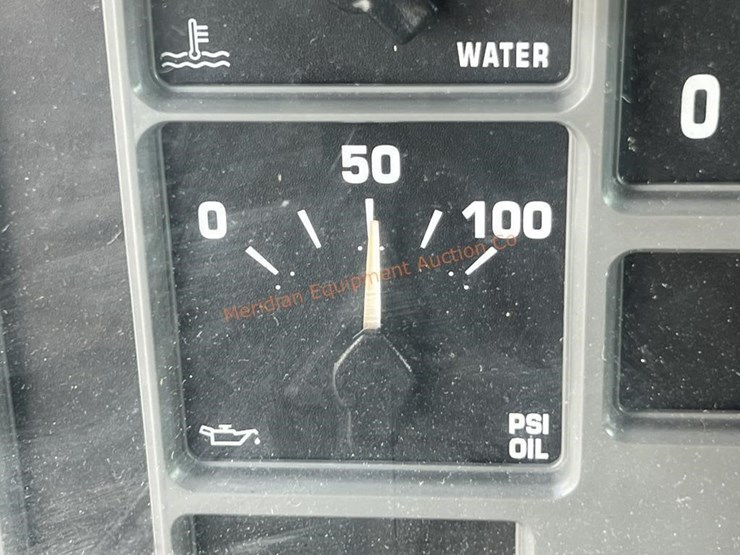 WATER
0
50
0
100
Meridian Equipment Auction Co
PSI
OIL